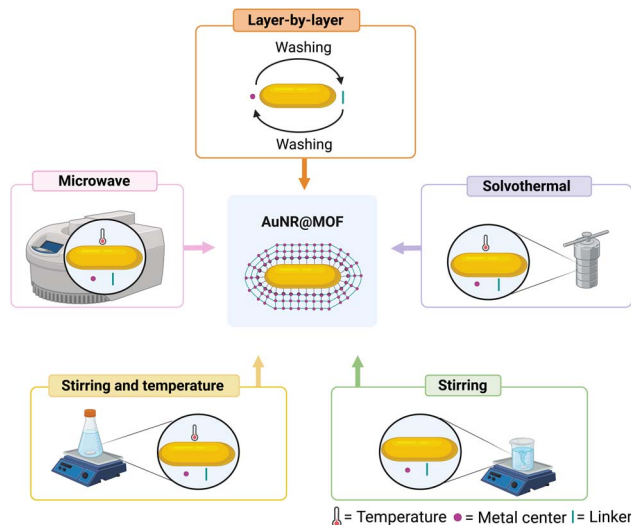 Layer-by-layer
Washing
Washing
Microwave
Solvothermal
AuNR@MOF
Stirring and temperature
Stirring
= Temperature = Metal center = Linker